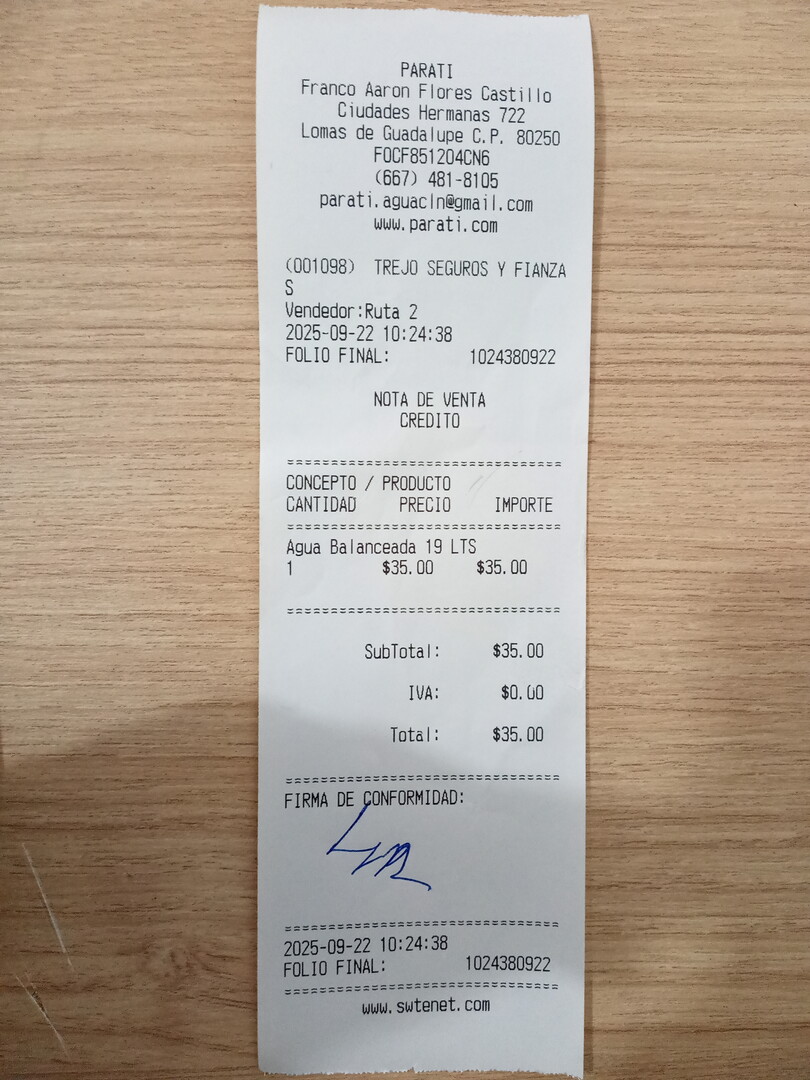 PARATI
Franco Aaron Flores Castillo
Ciudades Hermanas 722
Lomas de Guadalupe C.P. 80250
FOCF851204CN6
(667) 481-8105
parati.aguacln@gmail.com
www.parati.com
(001098) TREJO SEGUROS Y FIANZA
S
Vendedor:Ruta 2
2025-09-22 10:24:38
FOLIO FINAL: 1024380922
NOTA DE VENTA
CREDITO
================================
CONCEPTO / PRODUCTO
CANTIDAD PRECIO IMPORTE
================================
Agua Balanceada 19 LTS
1 $35.00 $35.00
================================
SubTotal: $35.00
IVA: $0.00
Total: $35.00
================================
FIRMA DE CONFORMIDAD:
================================
2025-09-22 10:24:38
FOLIO FINAL: 1024380922
================================
www.swtenet.com